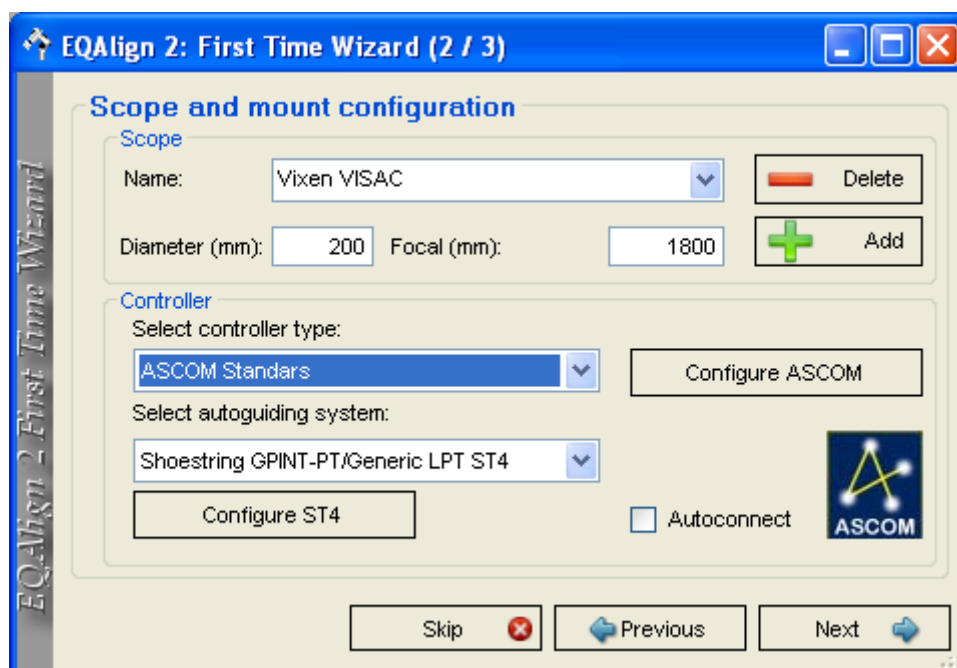 EQAlign 2: First Time Wizard (2 / 3)
EQAlign 2 First Time Wizard
Scope and mount configuration
Scope
Name: Vixen VISAC Delete
Diameter (mm): 200 Focal (mm): 1800 Add
Controller
Select controller type:
ASCOM Standars Configure ASCOM
Select autoguiding system:
Shoestring GPINT-PT/Generic LPT ST4
Configure ST4 Autoconnect ASCOM
Skip Previous Next